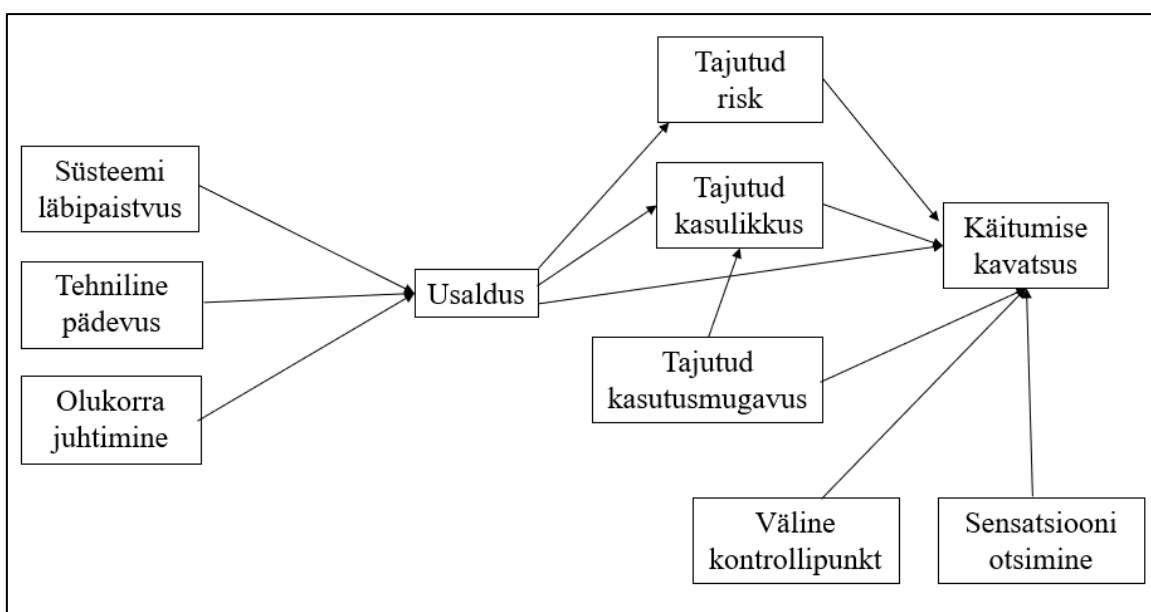 Tajutud
risk
Süsteemi
läbipaistvus
Tajutud
kasulikkus
Käitumise
kavatsus
Tehniline
pädevus
Usaldus
Tajutud
kasutusmugavus
Olukorra
juhtimine
Väline
kontrollipunkt
Sensatsiooni
otsimine